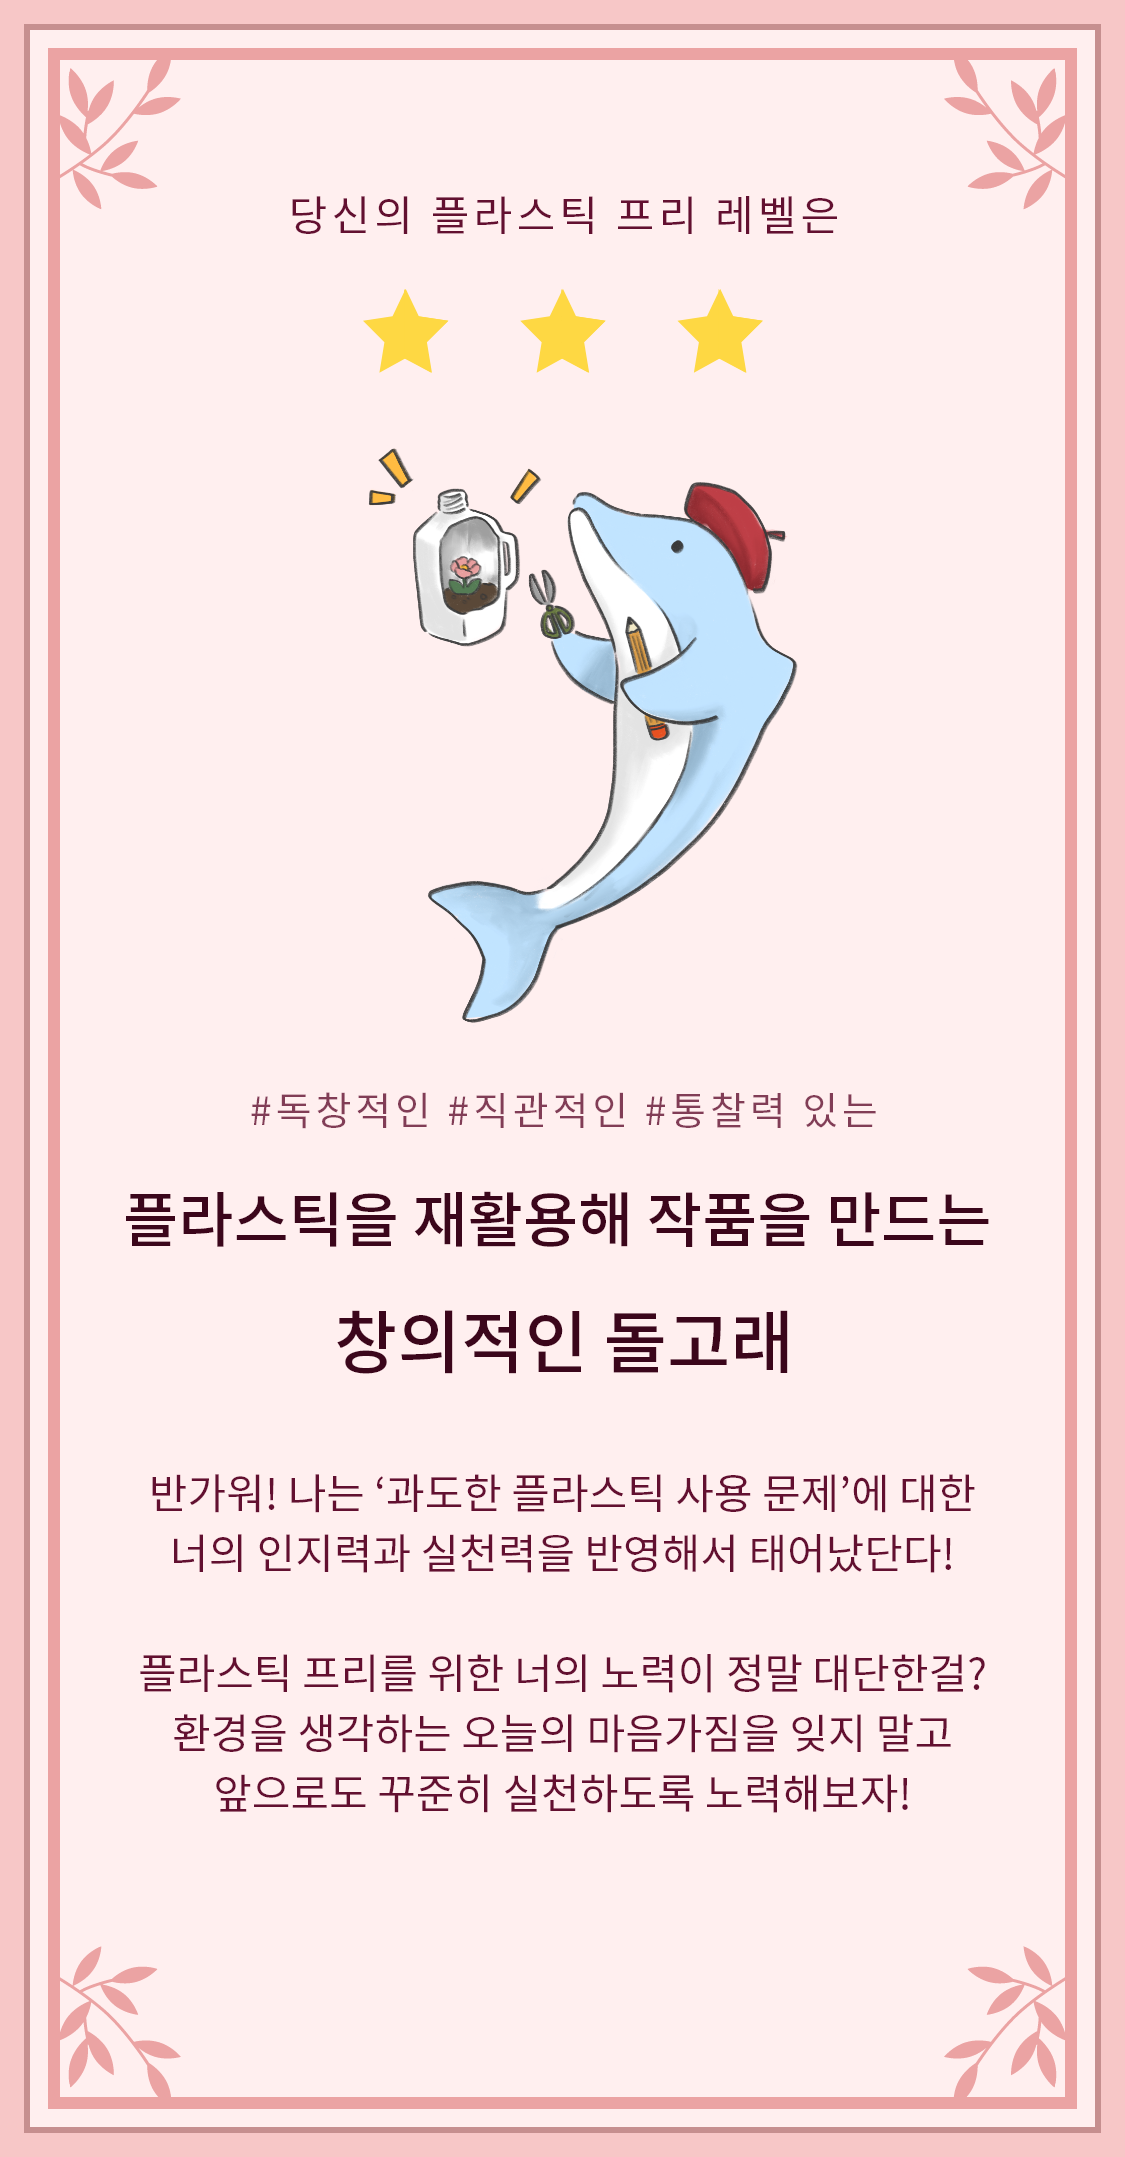 당신의 플라스틱 프리 레벨은
#독창적인 #직관적인 #통찰력 있는
플라스틱을 재활용해 작품을 만드는
창의적인 돌고래
반가워! 나는 ‘과도한 플라스틱 사용 문제’에 대한
너의 인지력과 실천력을 반영해서 태어났단다!
플라스틱 프리를 위한 너의 노력이 정말 대단한걸?
환경을 생각하는 오늘의 마음가짐을 잊지 말고
앞으로도 꾸준히 실천하도록 노력해보자!